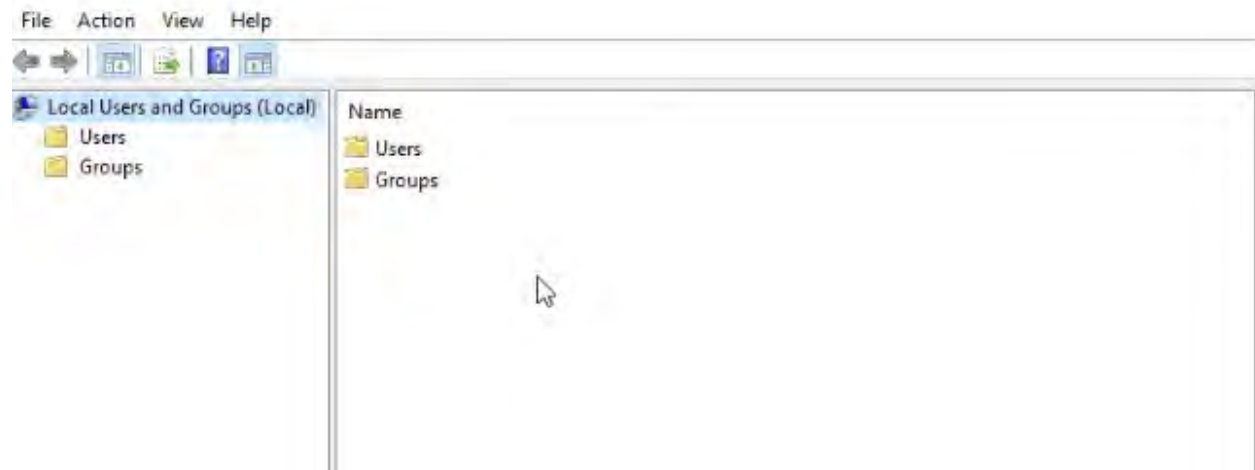 File Action View Help
Local Users and Groups (Local)
Users
Groups
Name
Users
Groups